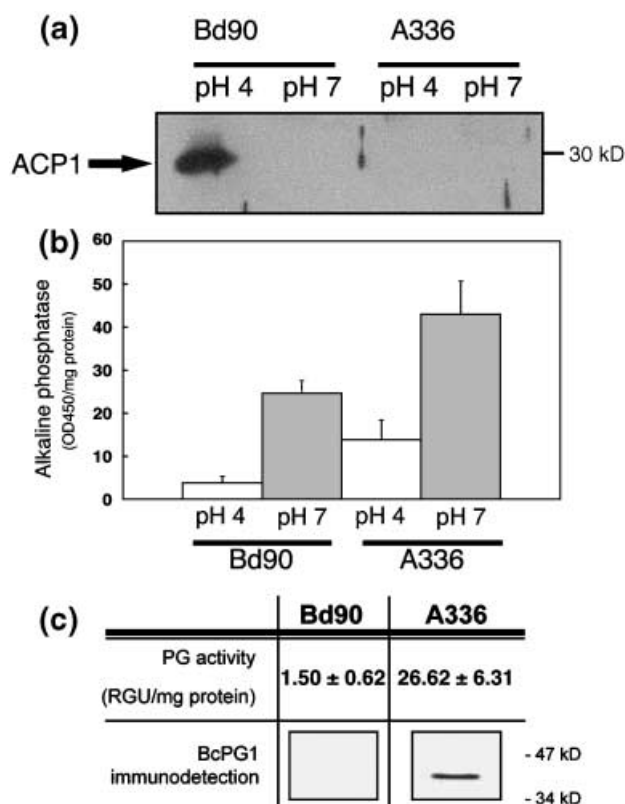 (a)
Bd90 A336
pH 4 pH 7 pH 4 pH 7
ACP1 30 kD
(b)
Alkaline phosphatase
(OD450/mg protein)
60
50
40
30
20
10
0
pH 4 pH 7 pH 4 pH 7
Bd90 A336
(c)
Bd90 A336
PG activity
(RGU/mg protein)
1.50 ± 0.62 26.62 ± 6.31
BcPG1
immunodetection
- 47 kD
- 34 kD